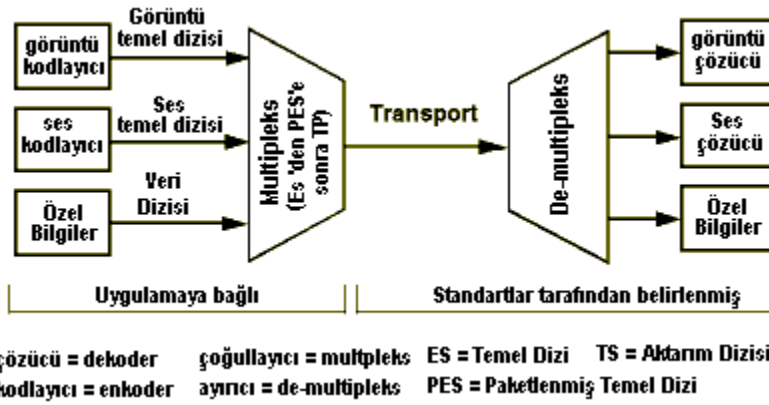 görüntü
kodlayıcı
Görüntü
temel dizisi
ses
kodlayıcı
Ses
temel dizisi
Özel
Bilgiler
Veri
Dizisi
Multipleks
(Es 'den PES'e
sonra TP)
Transport
De-multipleks
görüntü
çözücü
Ses
çözücü
Özel
Bilgiler
Uygulamaya bağlı
Standartlar tarafından belirlenmiş
çözücü = dekoder çoğullayıcı = multpleks ES = Temel Dizi TS = Aktarım Dizisi
kodlayıcı = enkoder ayırıcı = de-multipleks PES = Paketlenmiş Temel Dizi